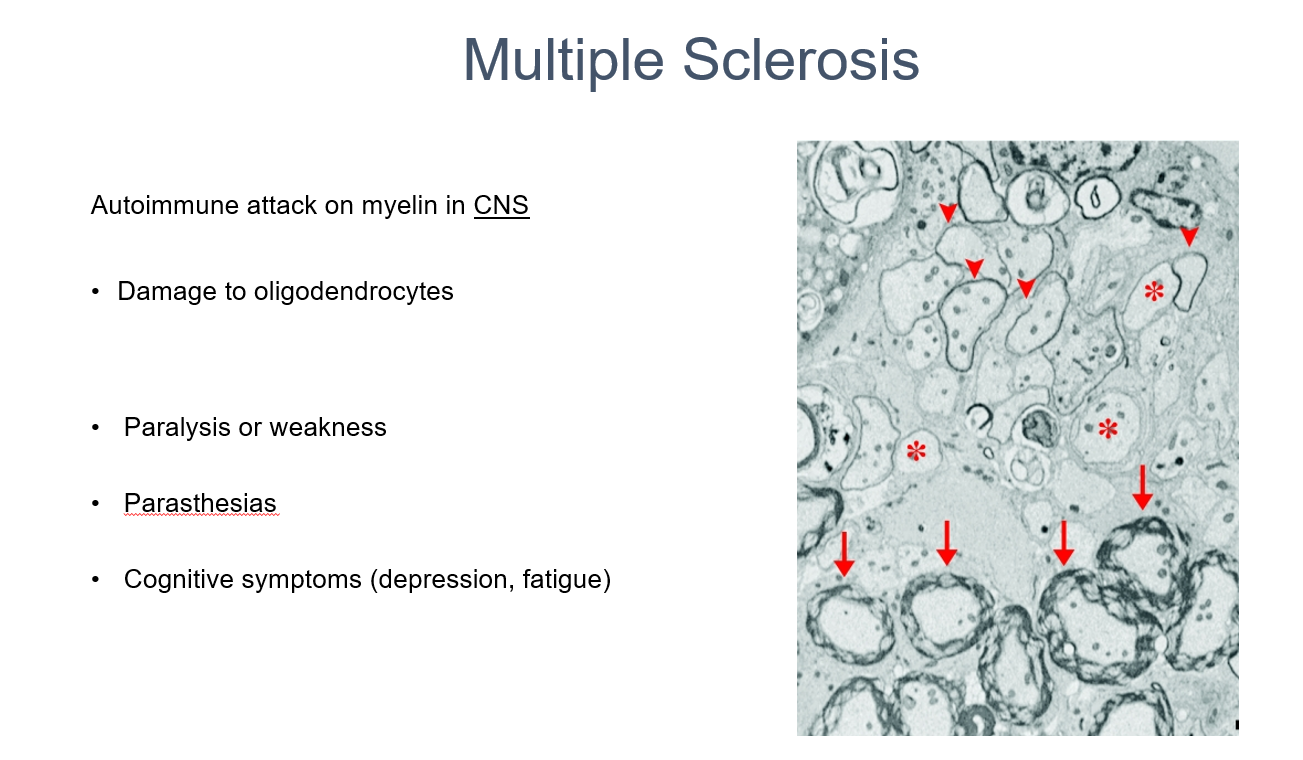 Multiple Sclerosis
Autoimmune attack on myelin in CNS
• Damage to oligodendrocytes
• Paralysis or weakness
• Parasthesias
• Cognitive symptoms (depression, fatigue)